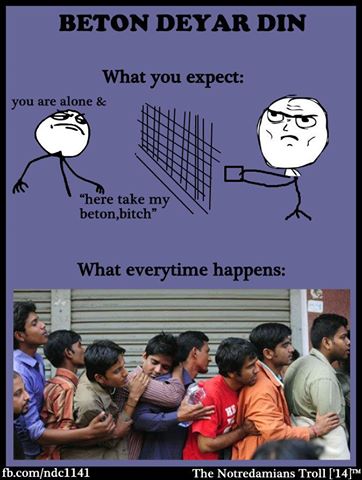 BETON DEYAR DIN
What you expect:
you are alone &
"here take my
beton,bitch"
What everytime happens:
fb.com/ndc1141
The Notredamians Troll ['14]™